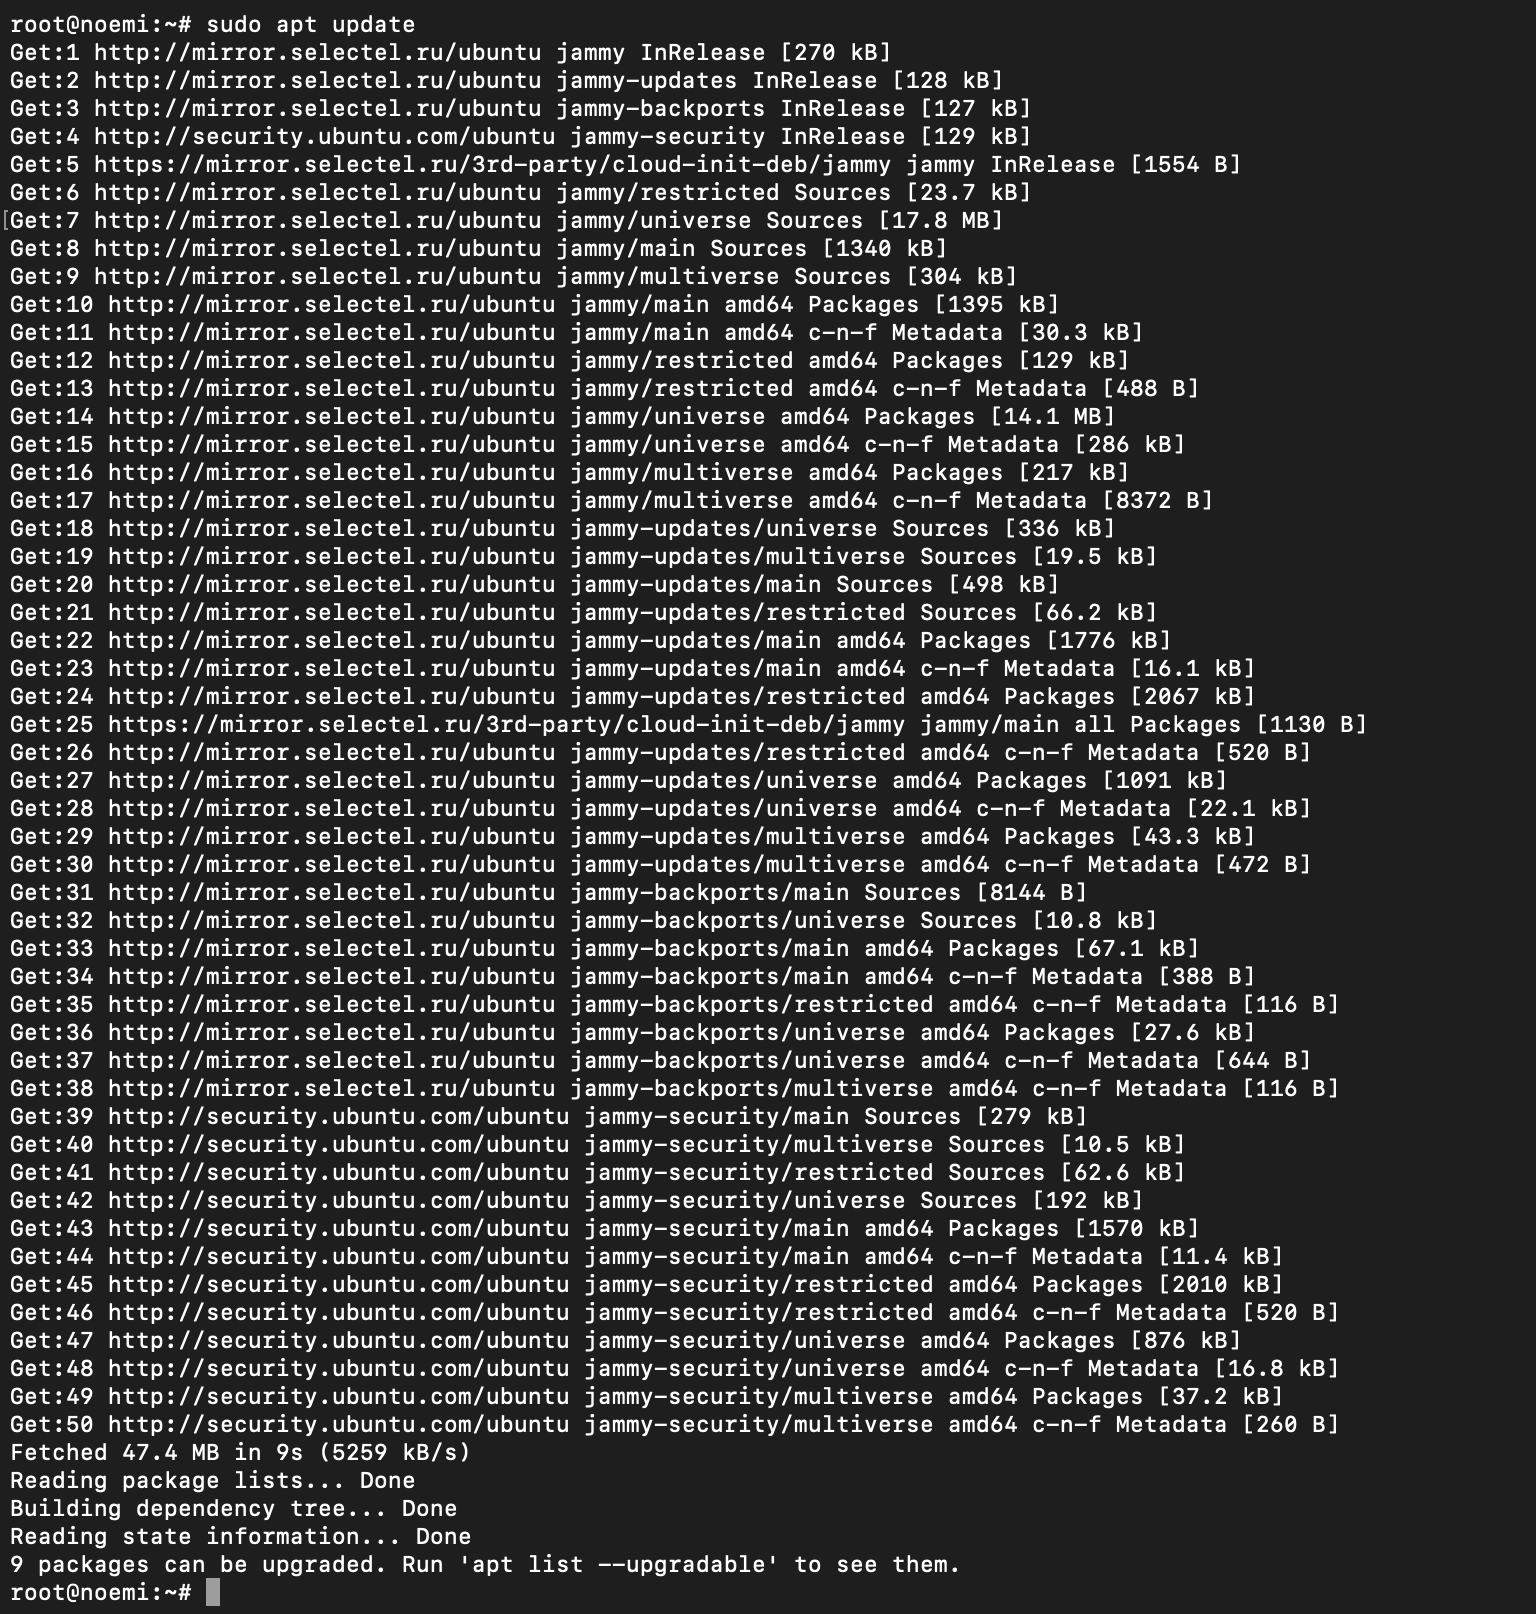 root@noemi:~# sudo apt update
Get:1 http://mirror.selectel.ru/ubuntu jammy InRelease [270 kB]
Get:2 http://mirror.selectel.ru/ubuntu jammy-updates InRelease [128 kB]
Get:3 http://mirror.selectel.ru/ubuntu jammy-backports InRelease [127 kB]
Get:4 http://security.ubuntu.com/ubuntu jammy-security InRelease [129 kB]
Get:5 https://mirror.selectel.ru/3rd-party/cloud-init-deb/jammy jammy InRelease [1554 B]
Get:6 http://mirror.selectel.ru/ubuntu jammy/restricted Sources [23.7 kB]
[Get:7 http://mirror.selectel.ru/ubuntu jammy/universe Sources [17.8 MB]
Get:8 http://mirror.selectel.ru/ubuntu jammy/main Sources [1340 kB]
Get:9 http://mirror.selectel.ru/ubuntu jammy/multiverse Sources [304 kB]
Get:10 http://mirror.selectel.ru/ubuntu jammy/main amd64 Packages [1395 kB]
Get:11 http://mirror.selectel.ru/ubuntu jammy/main amd64 c-n-f Metadata [30.3 kB]
Get:12 http://mirror.selectel.ru/ubuntu jammy/restricted amd64 Packages [129 kB]
Get:13 http://mirror.selectel.ru/ubuntu jammy/restricted amd64 c-n-f Metadata [488 B]
Get:14 http://mirror.selectel.ru/ubuntu jammy/universe amd64 Packages [14.1 MB]
Get:15 http://mirror.selectel.ru/ubuntu jammy/universe amd64 c-n-f Metadata [286 kB]
Get:16 http://mirror.selectel.ru/ubuntu jammy/multiverse amd64 Packages [217 kB]
Get:17 http://mirror.selectel.ru/ubuntu jammy/multiverse amd64 c-n-f Metadata [8372 B]
Get:18 http://mirror.selectel.ru/ubuntu jammy-updates/universe Sources [336 kB]
Get:19 http://mirror.selectel.ru/ubuntu jammy-updates/multiverse Sources [19.5 kB]
Get:20 http://mirror.selectel.ru/ubuntu jammy-updates/main Sources [498 kB]
Get:21 http://mirror.selectel.ru/ubuntu jammy-updates/restricted Sources [66.2 kB]
Get:22 http://mirror.selectel.ru/ubuntu jammy-updates/main amd64 Packages [1776 kB]
Get:23 http://mirror.selectel.ru/ubuntu jammy-updates/main amd64 c-n-f Metadata [16.1 kB]
Get:24 http://mirror.selectel.ru/ubuntu jammy-updates/restricted amd64 Packages [2067 kB]
Get:25 https://mirror.selectel.ru/3rd-party/cloud-init-deb/jammy jammy/main all Packages [1130 B]
Get:26 http://mirror.selectel.ru/ubuntu jammy-updates/restricted amd64 c-n-f Metadata [520 B]
Get:27 http://mirror.selectel.ru/ubuntu jammy-updates/universe amd64 Packages [1091 kB]
Get:28 http://mirror.selectel.ru/ubuntu jammy-updates/universe amd64 c-n-f Metadata [22.1 kB]
Get:29 http://mirror.selectel.ru/ubuntu jammy-updates/multiverse amd64 Packages [43.3 kB]
Get:30 http://mirror.selectel.ru/ubuntu jammy-updates/multiverse amd64 c-n-f Metadata [472 B]
Get:31 http://mirror.selectel.ru/ubuntu jammy-backports/main Sources [8144 B]
Get:32 http://mirror.selectel.ru/ubuntu jammy-backports/universe Sources [10.8 kB]
Get:33 http://mirror.selectel.ru/ubuntu jammy-backports/main amd64 Packages [67.1 kB]
Get:34 http://mirror.selectel.ru/ubuntu jammy-backports/main amd64 c-n-f Metadata [388 B]
Get:35 http://mirror.selectel.ru/ubuntu jammy-backports/restricted amd64 c-n-f Metadata [116 B]
Get:36 http://mirror.selectel.ru/ubuntu jammy-backports/universe amd64 Packages [27.6 kB]
Get:37 http://mirror.selectel.ru/ubuntu jammy-backports/universe amd64 c-n-f Metadata [644 B]
Get:38 http://mirror.selectel.ru/ubuntu jammy-backports/multiverse amd64 c-n-f Metadata [116 B]
Get:39 http://security.ubuntu.com/ubuntu jammy-security/main Sources [279 kB]
Get:40 http://security.ubuntu.com/ubuntu jammy-security/multiverse Sources [10.5 kB]
Get:41 http://security.ubuntu.com/ubuntu jammy-security/restricted Sources [62.6 kB]
Get:42 http://security.ubuntu.com/ubuntu jammy-security/universe Sources [192 kB]
Get:43 http://security.ubuntu.com/ubuntu jammy-security/main amd64 Packages [1570 kB]
Get:44 http://security.ubuntu.com/ubuntu jammy-security/main amd64 c-n-f Metadata [11.4 kB]
Get:45 http://security.ubuntu.com/ubuntu jammy-security/restricted amd64 Packages [2010 kB]
Get:46 http://security.ubuntu.com/ubuntu jammy-security/restricted amd64 c-n-f Metadata [520 B]
Get:47 http://security.ubuntu.com/ubuntu jammy-security/universe amd64 Packages [876 kB]
Get:48 http://security.ubuntu.com/ubuntu jammy-security/universe amd64 c-n-f Metadata [16.8 kB]
Get:49 http://security.ubuntu.com/ubuntu jammy-security/multiverse amd64 Packages [37.2 kB]
Get:50 http://security.ubuntu.com/ubuntu jammy-security/multiverse amd64 c-n-f Metadata [260 B]
Fetched 47.4 MB in 9s (5259 kB/s)
Reading package lists... Done
Building dependency tree... Done
Reading state information... Done
9 packages can be upgraded. Run 'apt list --upgradable' to see them.
root@noemi:~#